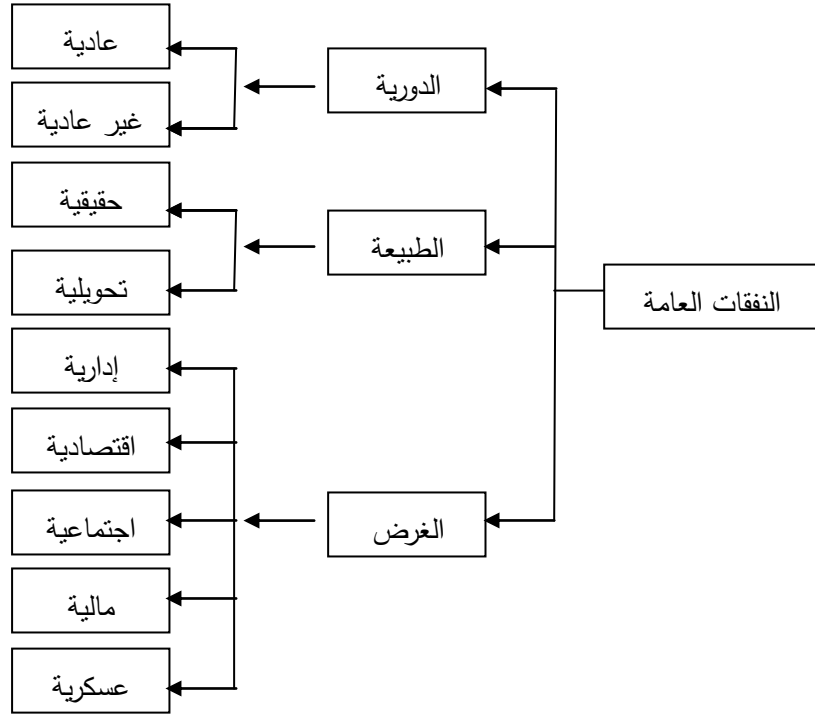 النفقات العامة
الدورية
عادية
غير عادية
الطبيعة
حقيقية
تحويلية
الغرض
إدارية
اقتصادية
اجتماعية
مالية
عسكرية